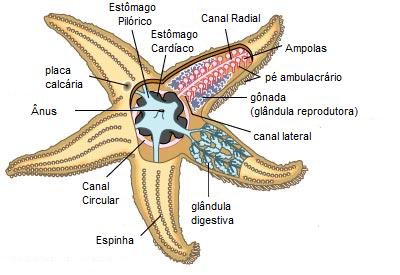 Estômago
Pilórico
Estômago
Cardíaco
Canal Radial
Ampolas
pé ambulacrário
gônada
(glândula reprodutora)
canal lateral
placa
calcária
Ânus
Canal
Circular
glândula
digestiva
Espinha